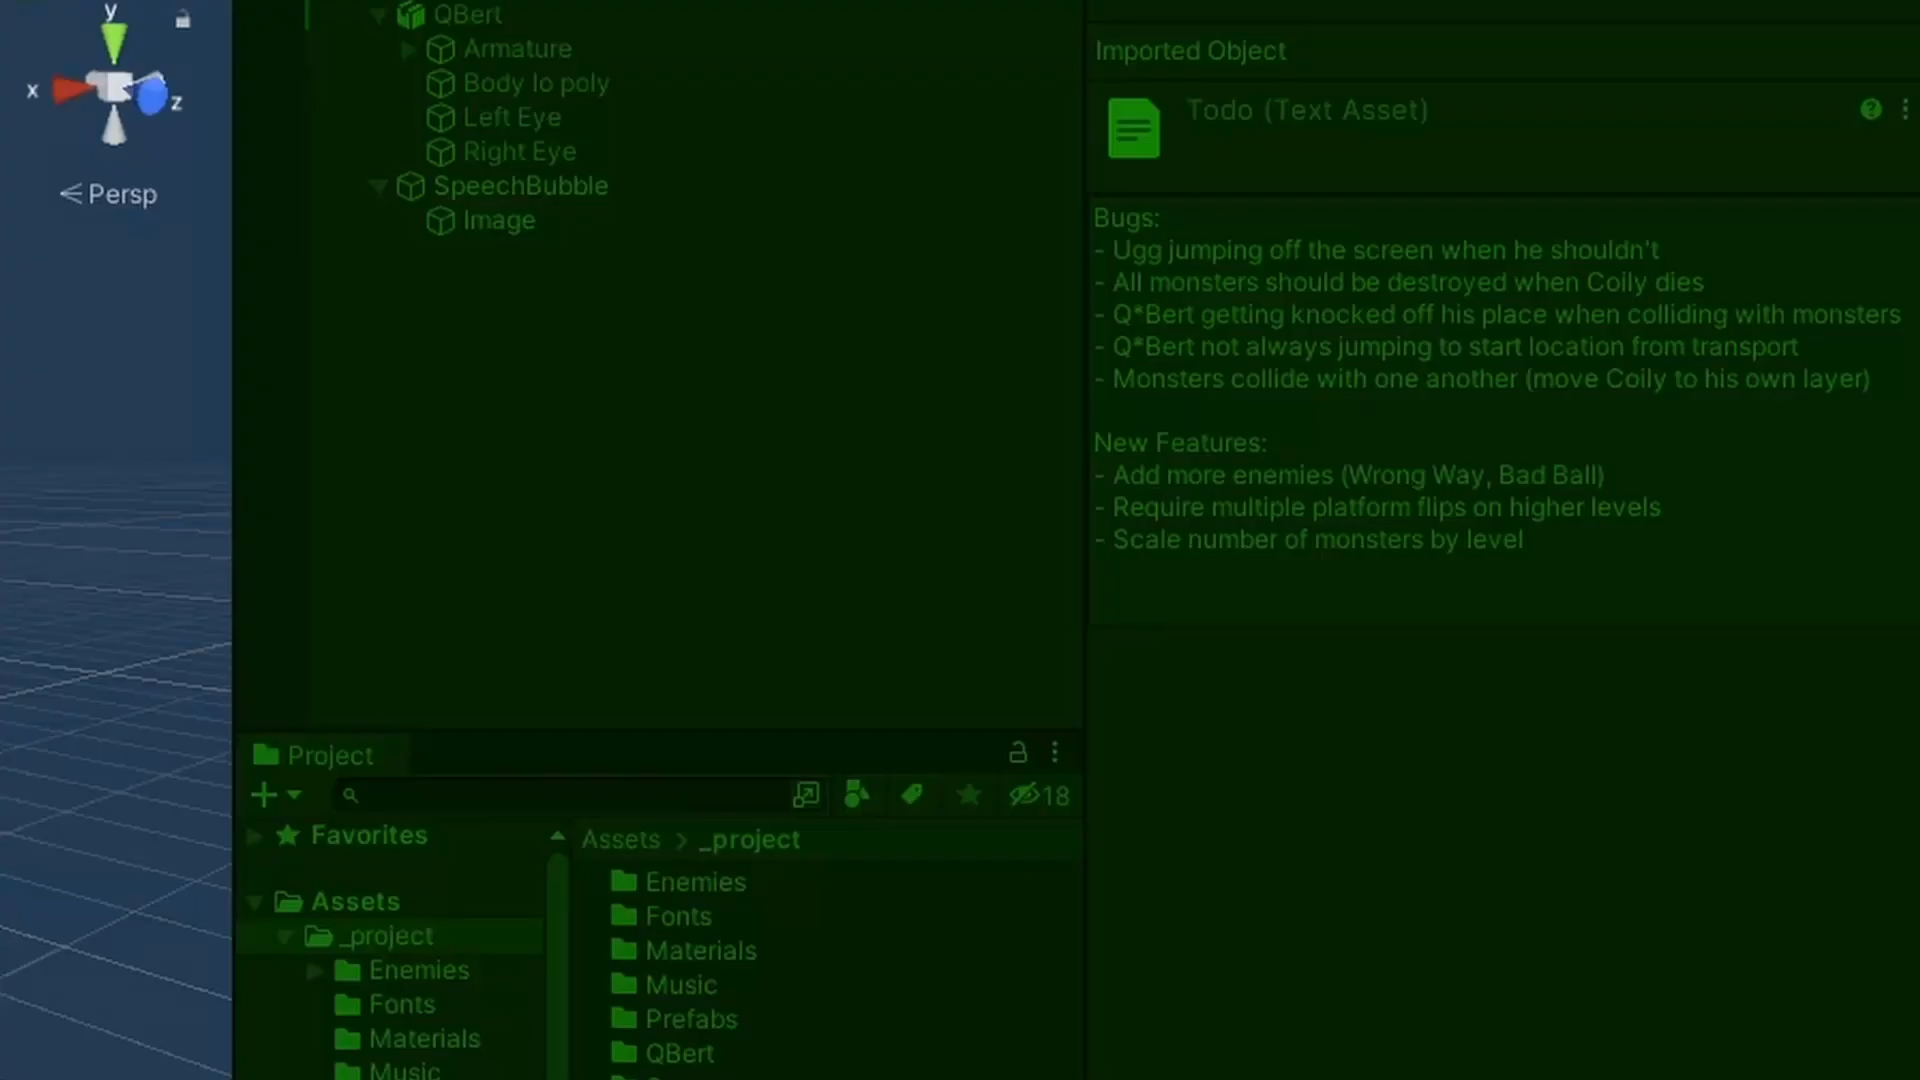 y
x
z
< Persp
QBert
Armature
Body lo poly
Left Eye
Right Eye
SpeechBubble
Image
Imported Object
Todo (Text Asset)
Bugs:
- Ugg jumping off the screen when he shouldn't
- All monsters should be destroyed when Coily dies
- Q*Bert getting knocked off his place when colliding with monsters
- Q*Bert not always jumping to start location from transport
- Monsters collide with one another (move Coily to his own layer)
New Features:
- Add more enemies (Wrong Way, Bad Ball)
- Require multiple platform flips on higher levels
- Scale number of monsters by level
Project
18
Favorites
Assets
_project
Enemies
Fonts
Materials
Music
Assets > _project
Enemies
Fonts
Materials
Music
Prefabs
QBert